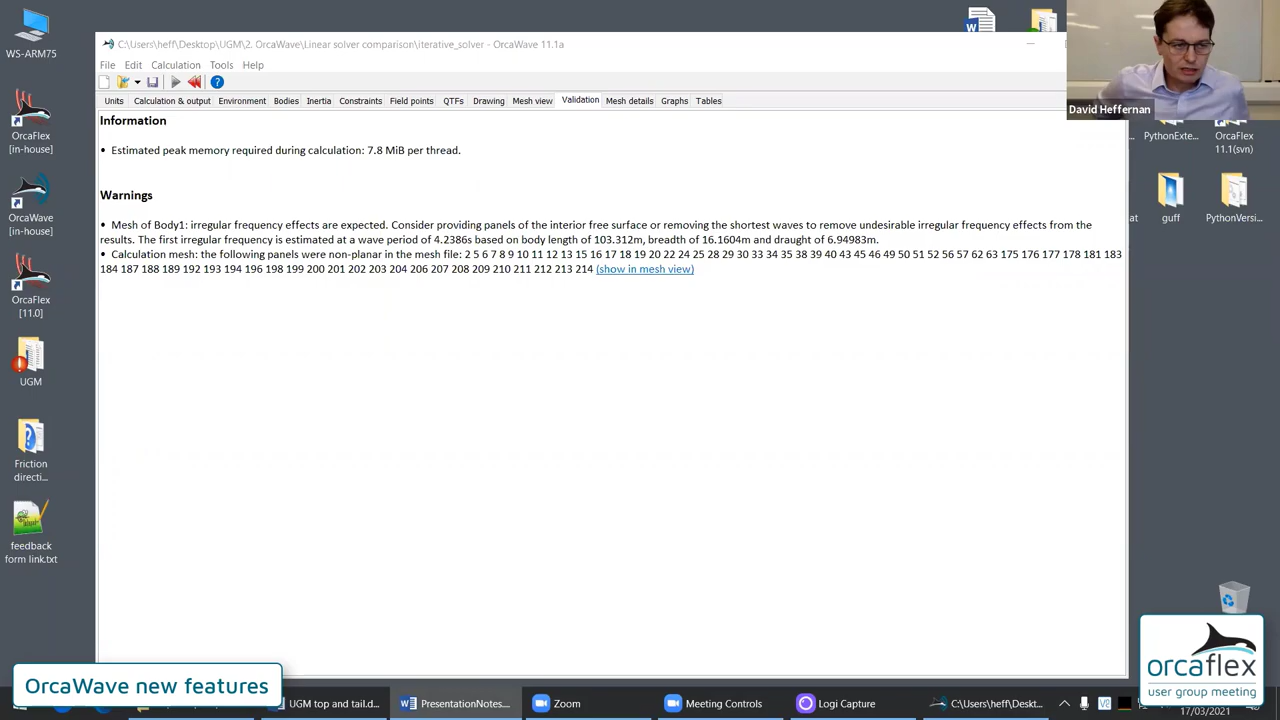 WS-ARM75
OrcaFlex
[in-house]
OrcaWave
[in-house]
OrcaFlex
[11.0]
UGM
Friction
directi...
feedback
form link.txt
C:\Users\heff\Desktop\UGM\2. OrcaWave\Linear solver comparison\iterative_solver - OrcaWave 11.1a
File Edit Calculation Tools Help
Units Calculation & output Environment Bodies Inertia Constraints Field points QTFs Drawing Mesh view Validation Mesh details Graphs Tables
Information
• Estimated peak memory required during calculation: 7.8 MiB per thread.
Warnings
• Mesh of Body1: irregular frequency effects are expected. Consider providing panels of the interior free surface or removing the shortest waves to remove undesirable irregular frequency effects from the
results. The first irregular frequency is estimated at a wave period of 4.2386s based on body length of 103.312m, breadth of 16.1604m and draught of 6.94983m.
• Calculation mesh: the following panels were non-planar in the mesh file: 2 5 6 7 8 9 10 11 12 13 15 16 17 18 19 20 22 24 25 28 29 30 33 34 35 38 39 40 43 45 46 49 50 51 52 56 57 62 63 175 176 177 178 181 183
184 187 188 189 192 193 194 196 198 199 200 201 202 203 204 206 207 208 209 210 211 212 213 214 (show in mesh view)
David Heffernan
PythonExte...
OrcaFlex
11.1(svn)
at
guff
PythonVersi...
orcaflex
user group meeting
OrcaWave new features
UGM top and tail.d...
PresentationNotes...
Zoom
Meeting Controls
Logi Capture
C:\Users\heff\Deskt...
17/03/2021